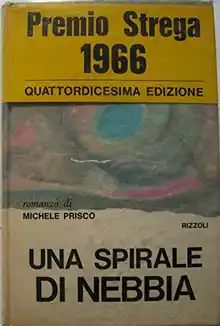 Premio Strega
1966
QUATTORDICESIMA EDIZIONE
romanzo di
MICHELE PRISCO
RIZZOLI
UNA SPIRALE
DI NEBBIA